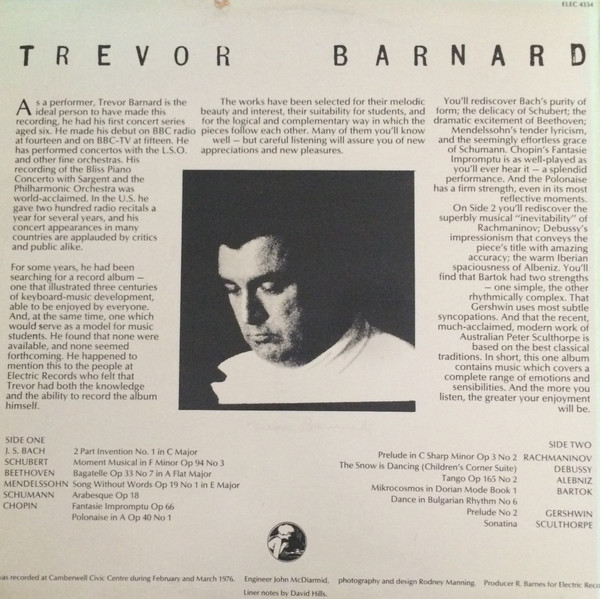 ELEC 4334
TREVOR BARNARD
As a performer, Trevor Barnard is the
ideal person to have made this
recording, he had his first concert series
aged six. He made his debut on BBC radio
at fourteen and on BBC-TV at fifteen. He
has performed concertos with the L.S.O.
and other fine orchestras. His
recording of the Bliss Piano
Concerto with Sargent and the
Philharmonic Orchestra was
world-acclaimed. In the U.S. he
gave two hundred radio recitals a
year for several years, and his
concert appearances in many
countries are applauded by critics
and public alike.
For some years, he had been
searching for a record album —
one that illustrated three centuries
of keyboard-music development,
able to be enjoyed by everyone.
And, at the same time, one which
would serve as a model for music
students. He found that none were
available, and none seemed
forthcoming. He happened to
mention this to the people at
Electric Records who felt that
Trevor had both the knowledge
and the ability to record the album
himself.
The works have been selected for their melodic
beauty and interest, their suitability for students, and
for the logical and complementary way in which the
pieces follow each other. Many of them you'll know
well — but careful listening will assure you of new
appreciations and new pleasures.
You'll rediscover Bach's purity of
form; the delicacy of Schubert; the
dramatic excitement of Beethoven;
Mendelssohn's tender lyricism,
and the seemingly effortless grace
of Schumann. Chopin's Fantasie
Impromptu is as well-played as
you'll ever hear it — a splendid
performance. And the Polonaise
has a firm strength, even in its most
reflective moments.
On Side 2 you'll rediscover the
superbly musical "inevitability" of
Rachmaninov; Debussy's
impressionism that conveys the
piece's title with amazing
accuracy; the warm Iberian
spaciousness of Albeniz. You'll
find that Bartok had two strengths
— one simple, the other
rhythmically complex. That
Gershwin uses most subtle
syncopations. And that the recent,
much-acclaimed, modern work of
Australian Peter Sculthorpe is
based on the best classical
traditions. In short, this one album
contains music which covers a
complete range of emotions and
sensibilities. And the more you
listen, the greater your enjoyment
will be.
SIDE ONE
J. S. BACH 2 Part Invention No. 1 in C Major
SCHUBERT Moment Musical in F Minor Op 94 No 3
BEETHOVEN Bagatelle Op 33 No 7 in A Flat Major
MENDELSSOHN Song Without Words Op 19 No 1 in E Major
SCHUMANN Arabesque Op 18
CHOPIN Fantasie Impromptu Op 66
Polonaise in A Op 40 No 1
SIDE TWO
Prelude in C Sharp Minor Op 3 No 2 RACHMANINOV
The Snow is Dancing (Children's Corner Suite) DEBUSSY
Tango Op 165 No 2 ALEBNIZ
Mikrocosmos in Dorian Mode Book 1 BARTOK
Dance in Bulgarian Rhythm No 6
Prelude No 2 GERSHWIN
Sonatina SCULTHORPE
was recorded at Camberwell Civic Centre during February and March 1976. Engineer John McDiarmid, photography and design Rodney Manning. Producer R. Barnes for Electric Reco
Liner notes by David Hills.